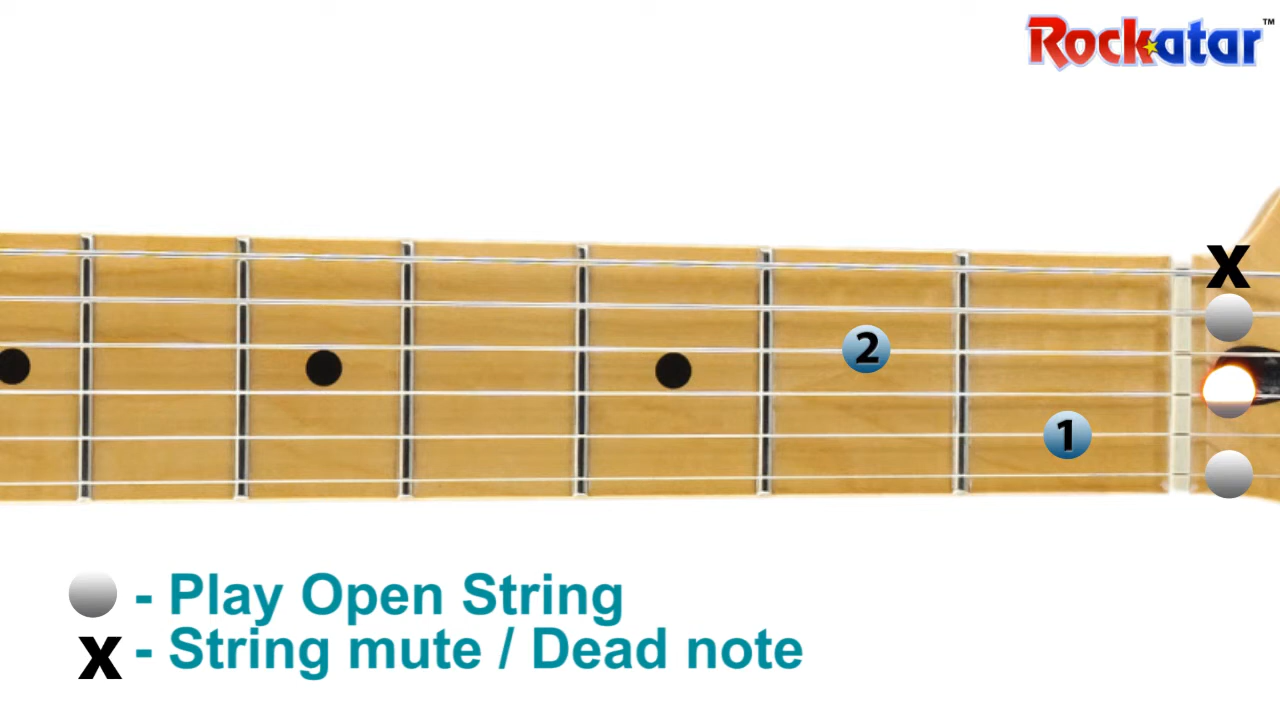 Rockatar™
X
2
1
- Play Open String
x - String mute / Dead note